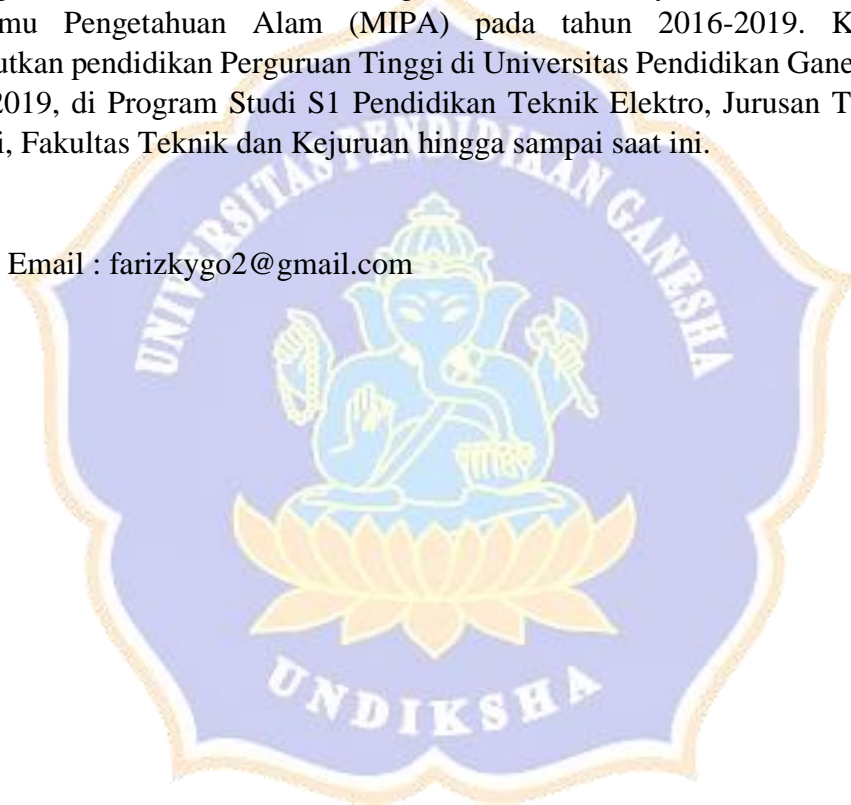 mu Pengetahuan Alam (MIPA) pada tahun 2016-2019. K
utkan pendidikan Perguruan Tinggi di Universitas Pendidikan Gane
2019, di Program Studi S1 Pendidikan Teknik Elektro, Jurusan T
i, Fakultas Teknik dan Kejuruan hingga sampai saat ini.
UNIVERSITAS PENDIDIKAN GANESHA
Email : farizkygo2@gmail.com
UNDIKSHA